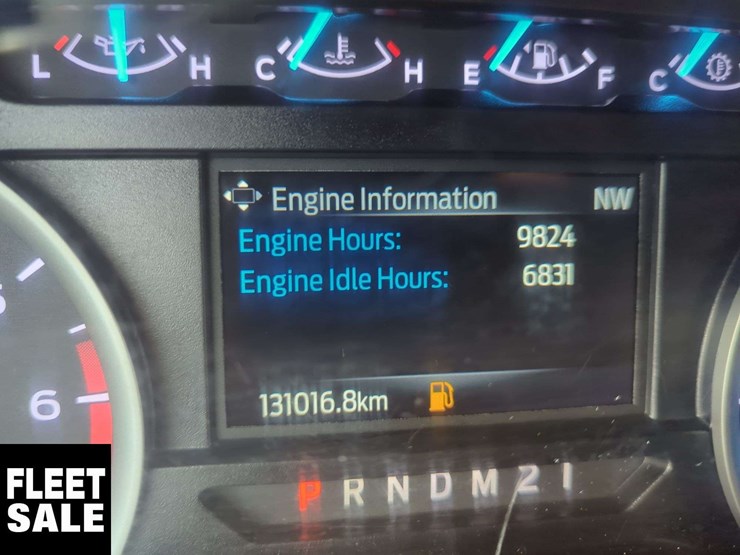 L H C H E F C
Engine Information NW
Engine Hours: 9824
Engine Idle Hours: 6831
131016.8km
6
P R N D M 2 1
FLEET
SALE